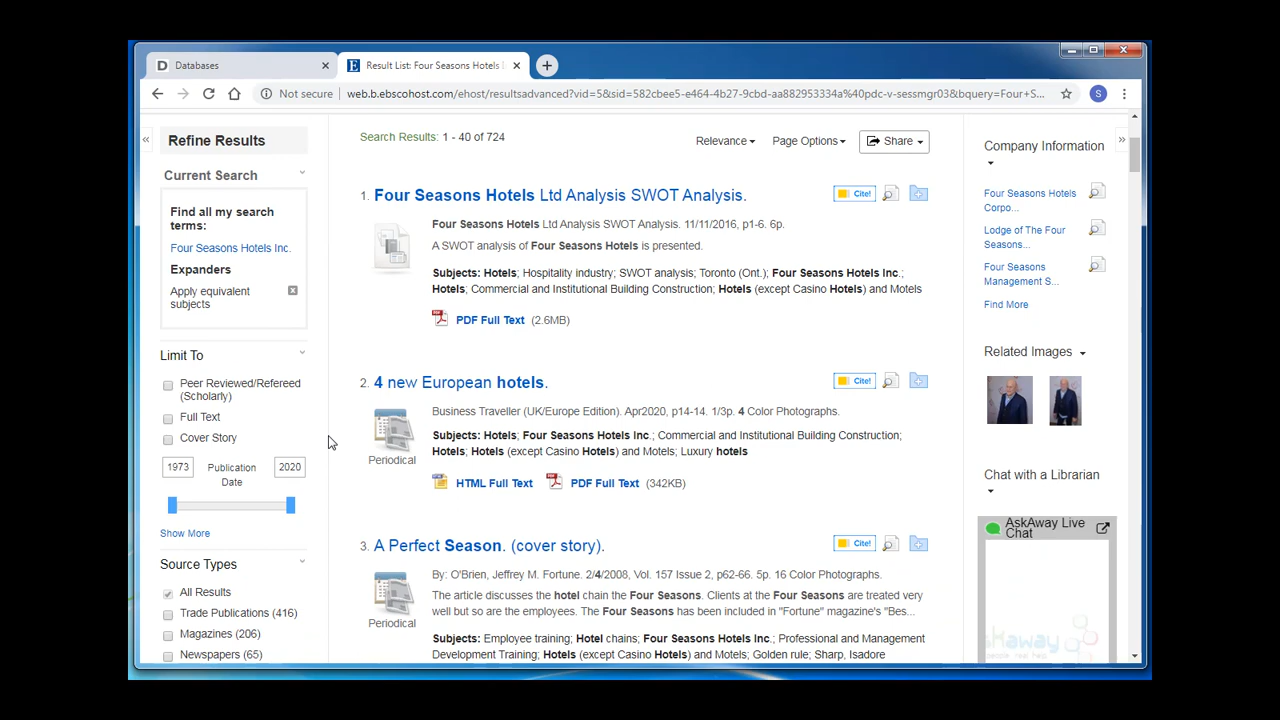 Databases
Result List: Four Seasons Hotels
Not secure
web.b.ebscohost.com/ehost/resultsadvanced?vid=5&sid=582cbee5-e464-4b27-9cbd-aa882953334a%40pdc-v-sessmgr03&bquery=Four+S...
S
Refine Results
Current Search
Find all my search
terms:
Four Seasons Hotels Inc.
Expanders
Apply equivalent
subjects
Limit To
Peer Reviewed/Refereed
(Scholarly)
Full Text
Cover Story
1973
Publication
Date
2020
Show More
Source Types
All Results
Trade Publications (416)
Magazines (206)
Newspapers (65)
Search Results: 1 - 40 of 724
Relevance
Page Options
Share
1. Four Seasons Hotels Ltd Analysis SWOT Analysis.
Cite!
Four Seasons Hotels Ltd Analysis SWOT Analysis. 11/11/2016, p1-6. 6p.
A SWOT analysis of Four Seasons Hotels is presented.
Subjects: Hotels; Hospitality industry; SWOT analysis; Toronto (Ont.); Four Seasons Hotels Inc.;
Hotels; Commercial and Institutional Building Construction; Hotels (except Casino Hotels) and Motels
PDF Full Text (2.6MB)
2. 4 new European hotels.
Cite!
Periodical
Business Traveller (UK/Europe Edition). Apr2020, p14-14. 1/3p. 4 Color Photographs.
Subjects: Hotels; Four Seasons Hotels Inc.; Commercial and Institutional Building Construction;
Hotels; Hotels (except Casino Hotels) and Motels; Luxury hotels
HTML Full Text
PDF Full Text (342KB)
3. A Perfect Season. (cover story).
Cite!
Periodical
By: O'Brien, Jeffrey M. Fortune. 2/4/2008, Vol. 157 Issue 2, p62-66. 5p. 16 Color Photographs.
The article discusses the hotel chain the Four Seasons. Clients at the Four Seasons are treated very
well but so are the employees. The Four Seasons has been included in "Fortune" magazine's "Bes...
Subjects: Employee training; Hotel chains; Four Seasons Hotels Inc.; Professional and Management
Development Training; Hotels (except Casino Hotels) and Motels; Golden rule; Sharp, Isadore
Company Information
Four Seasons Hotels
Corpo...
Lodge of The Four
Seasons...
Four Seasons
Management S...
Find More
Related Images
Chat with a Librarian
AskAway Live
Chat